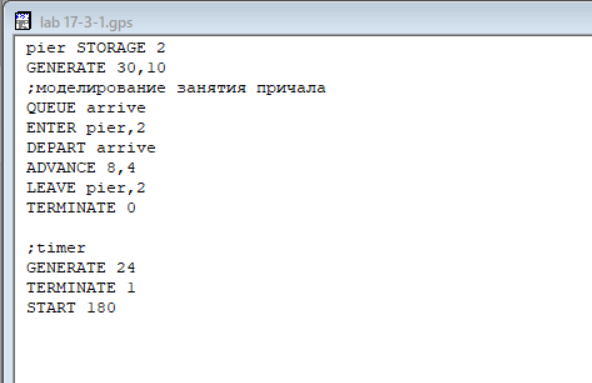 lab 17-3-1.gps
pier STORAGE 2
GENERATE 30,10
;моделирование занятия причала
QUEUE arrive
ENTER pier,2
DEPART arrive
ADVANCE 8,4
LEAVE pier,2
TERMINATE 0
;timer
GENERATE 24
TERMINATE 1
START 180